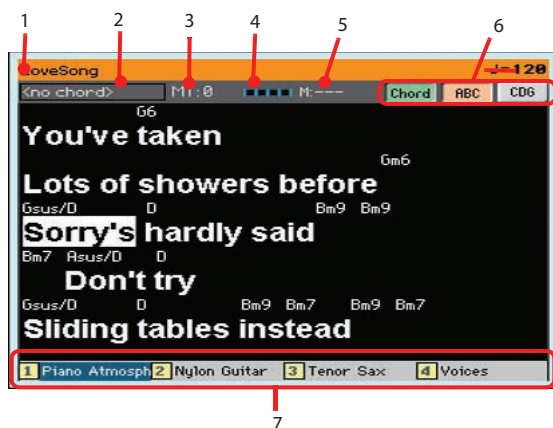 1 2 3 4 5 6
LoveSong ♩=120
<no chord> M1:0 M:--- Chord ABC CDG
G6
You've taken
Gm6
Lots of showers before
Gsus/D D Bm9 Bm9
Sorry's hardly said
Bm7 Asus/D D
Don't try
Gsus/D D Bm9 Bm7 Bm9 Bm7
Sliding tables instead
1 Piano Atmosph 2 Nylon Guitar 3 Tenor Sax 4 Voices
7